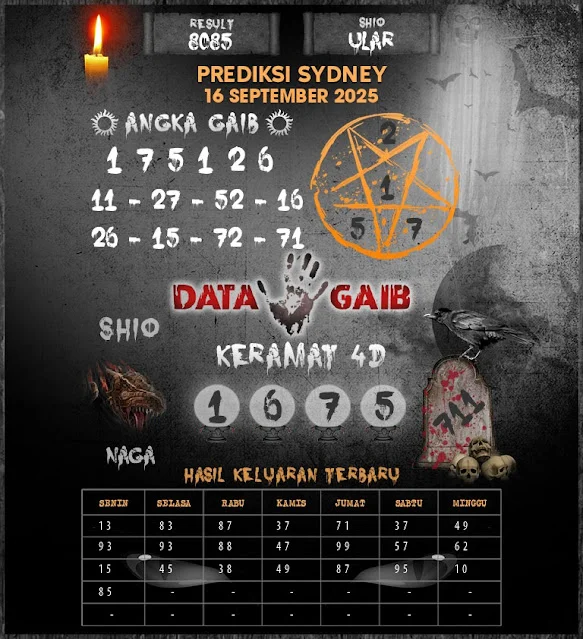 RESULT
8085
SHIO
ULAR
PREDIKSI SYDNEY
16 SEPTEMBER 2025
ANGKA GAIB
1 7 5 1 2 6
11 - 27 - 52 - 16
26 - 15 - 72 - 71
2
1
5 7
DATA GAIB
SHIO
NAGA
KERAMAT 4D
1 6 7 5
711
HASIL KELUARAN TERBARU
SENIN SELASA RABU KAMIS JUMAT SABTU MINGGU
13 83 87 37 71 37 49
93 93 88 47 99 57 62
15 45 38 49 87 95 10
85 - - - - - -
- - - - - - -